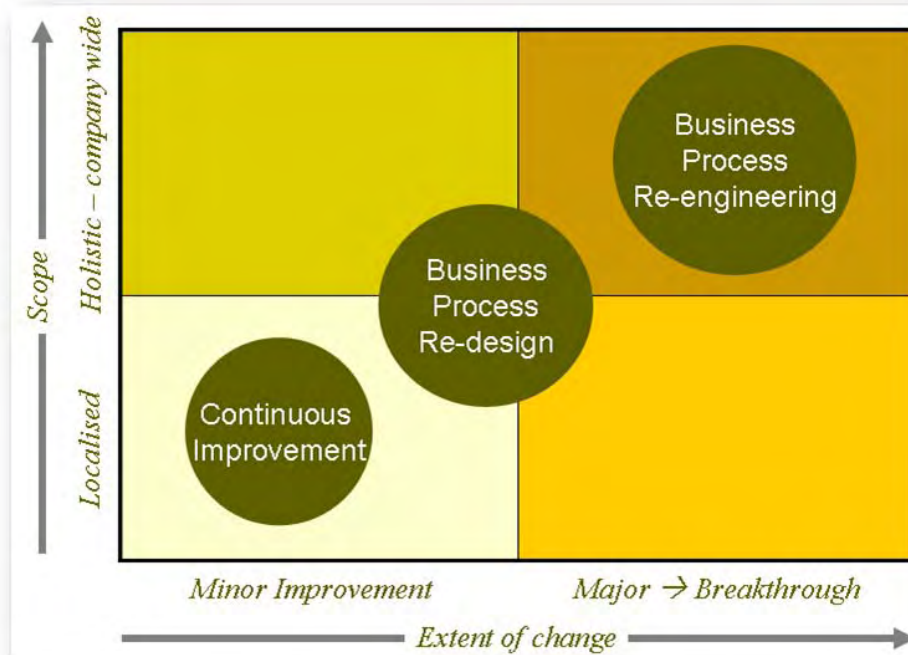 Scope
Holistic – company wide
Localised
Business
Process
Re-engineering
Business
Process
Re-design
Continuous
Improvement
Minor Improvement
Major → Breakthrough
Extent of change